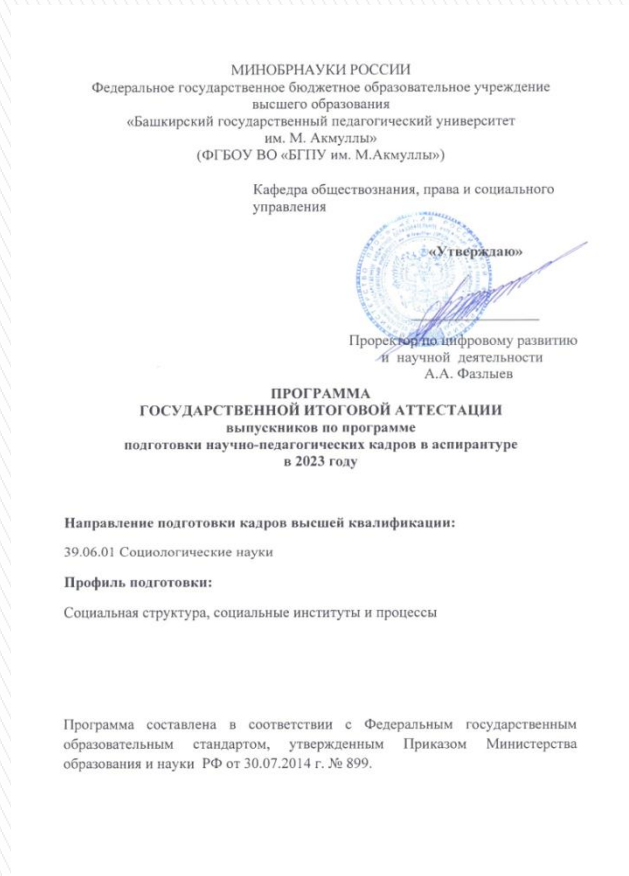 МИНОБРНАУКИ РОССИИ
Федеральное государственное бюджетное образовательное учреждение
высшего образования
«Башкирский государственный педагогический университет
им. М. Акмуллы»
(ФГБОУ ВО «БГПУ им. М.Акмуллы»)
Кафедра обществознания, права и социального
управления
«Утверждаю»
Проректор по цифровому развитию
и научной деятельности
А.А. Фазлыев
ПРОГРАММА
ГОСУДАРСТВЕННОЙ ИТОГОВОЙ АТТЕСТАЦИИ
выпускников по программе
подготовки научно-педагогических кадров в аспирантуре
в 2023 году
Направление подготовки кадров высшей квалификации:
39.06.01 Социологические науки
Профиль подготовки:
Социальная структура, социальные институты и процессы
Программа составлена в соответствии с Федеральным государственным
образовательным стандартом, утвержденным Приказом Министерства
образования и науки РФ от 30.07.2014 г. № 899.